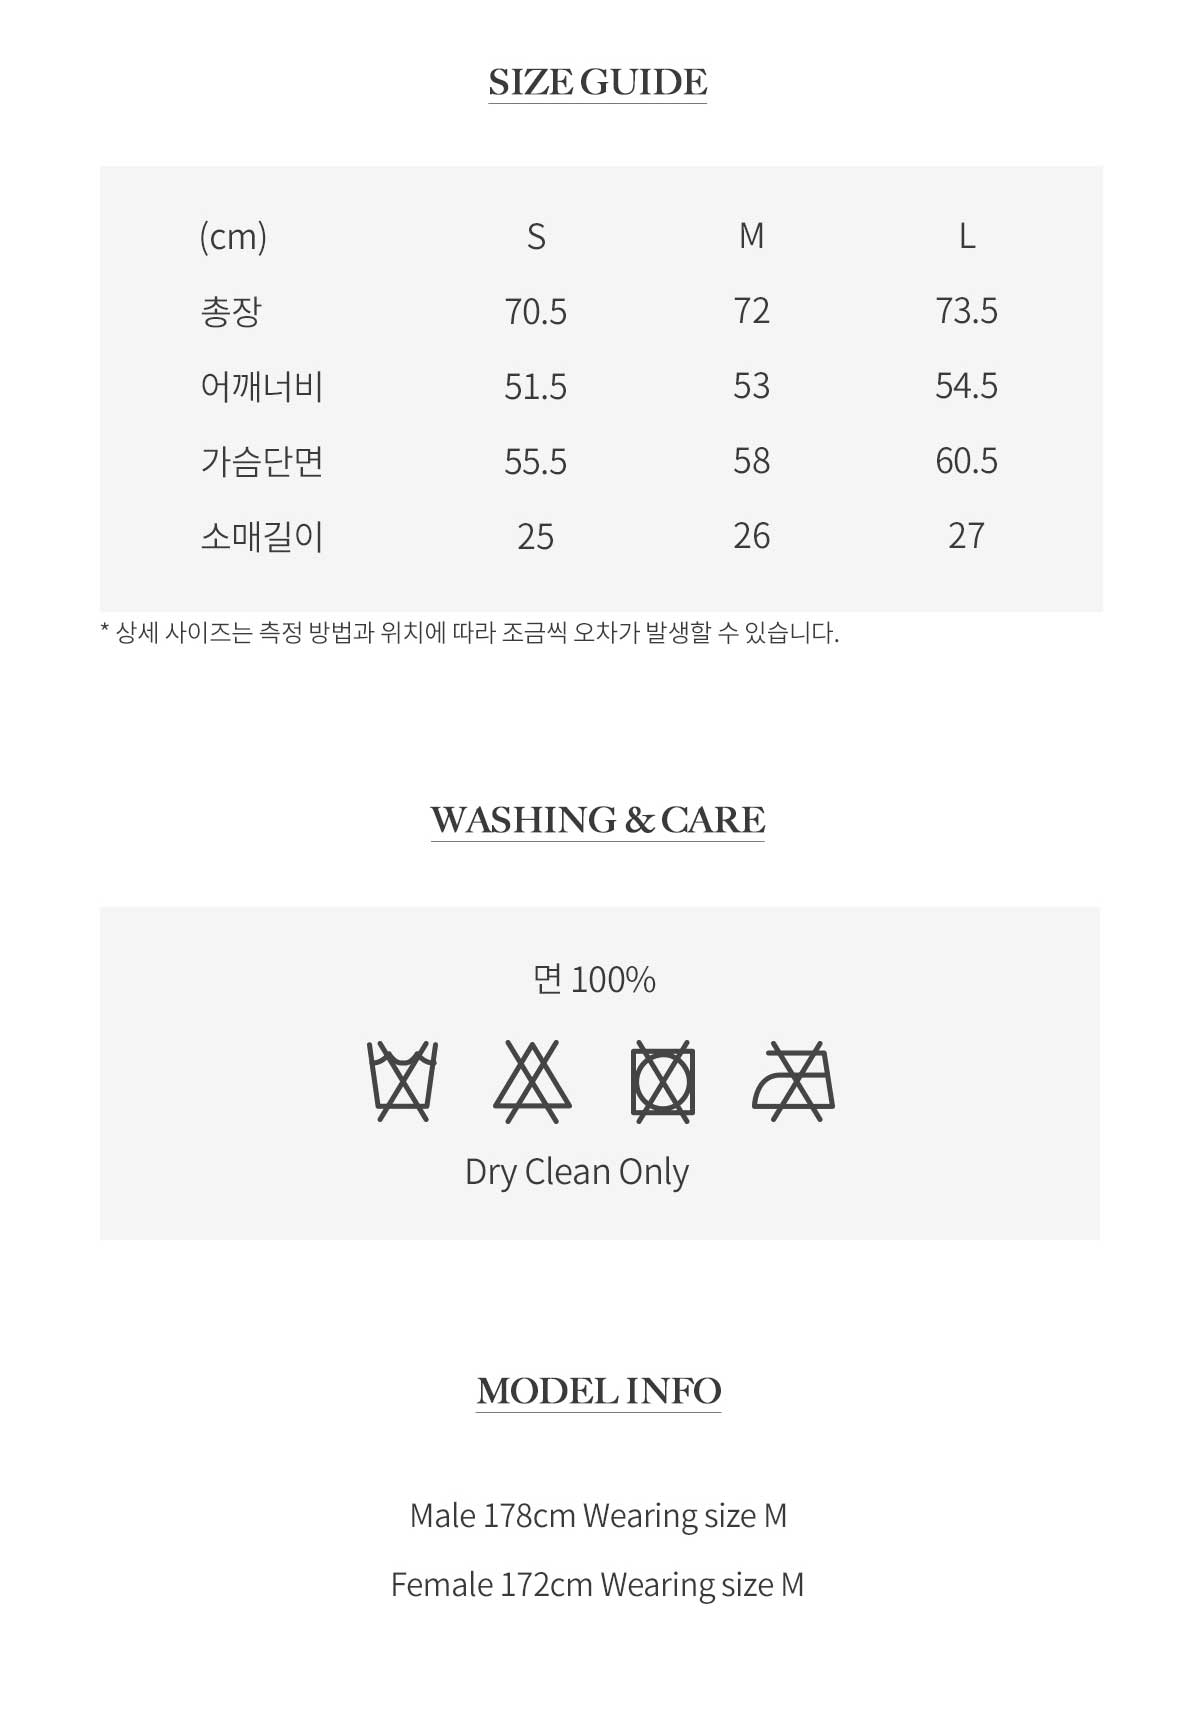 SIZE GUIDE
(cm) S M L
총장 70.5 72 73.5
어깨너비 51.5 53 54.5
가슴단면 55.5 58 60.5
소매길이 25 26 27
* 상세 사이즈는 측정 방법과 위치에 따라 조금씩 오차가 발생할 수 있습니다.
WASHING & CARE
면 100%
Dry Clean Only
MODEL INFO
Male 178cm Wearing size M
Female 172cm Wearing size M